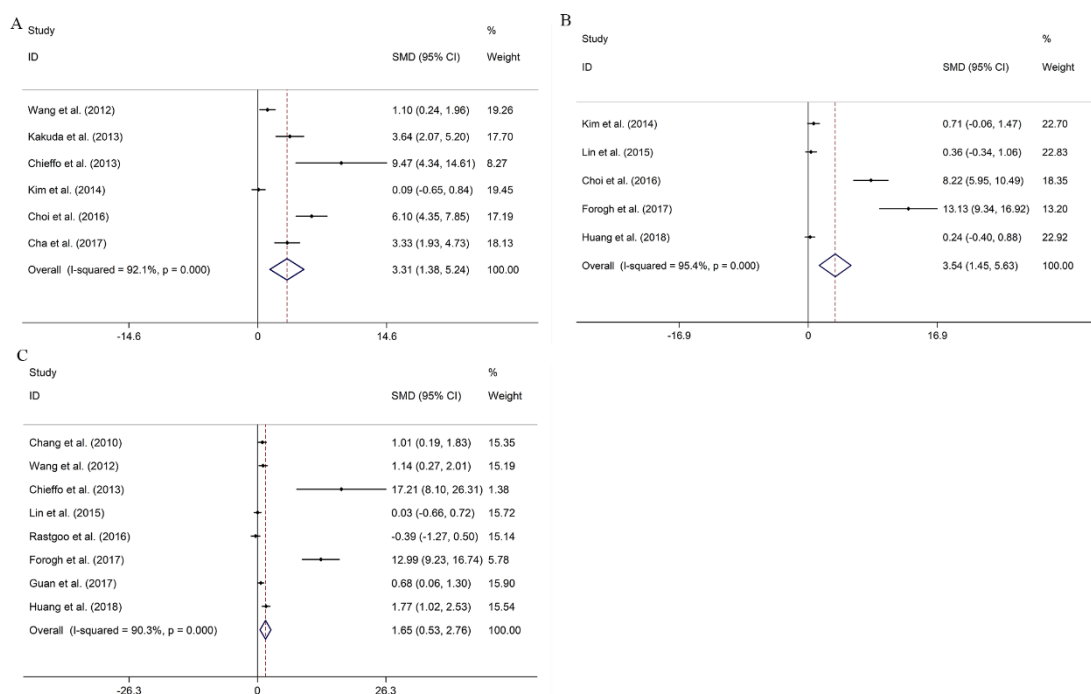 A
Study %
ID SMD (95% CI) Weight
Wang et al. (2012) 1.10 (0.24, 1.96) 19.26
Kakuda et al. (2013) 3.64 (2.07, 5.20) 17.70
Chieffo et al. (2013) 9.47 (4.34, 14.61) 8.27
Kim et al. (2014) 0.09 (-0.65, 0.84) 19.45
Choi et al. (2016) 6.10 (4.35, 7.85) 17.19
Cha et al. (2017) 3.33 (1.93, 4.73) 18.13
Overall (I-squared = 92.1%, p = 0.000) 3.31 (1.38, 5.24) 100.00
-14.6 0 14.6
B
Study %
ID SMD (95% CI) Weight
Kim et al. (2014) 0.71 (-0.06, 1.47) 22.70
Lin et al. (2015) 0.36 (-0.34, 1.06) 22.83
Choi et al. (2016) 8.22 (5.95, 10.49) 18.35
Forogh et al. (2017) 13.13 (9.34, 16.92) 13.20
Huang et al. (2018) 0.24 (-0.40, 0.88) 22.92
Overall (I-squared = 95.4%, p = 0.000) 3.54 (1.45, 5.63) 100.00
-16.9 0 16.9
C
Study %
ID SMD (95% CI) Weight
Chang et al. (2010) 1.01 (0.19, 1.83) 15.35
Wang et al. (2012) 1.14 (0.27, 2.01) 15.19
Chieffo et al. (2013) 17.21 (8.10, 26.31) 1.38
Lin et al. (2015) 0.03 (-0.66, 0.72) 15.72
Rastgoo et al. (2016) -0.39 (-1.27, 0.50) 15.14
Forogh et al. (2017) 12.99 (9.23, 16.74) 5.78
Guan et al. (2017) 0.68 (0.06, 1.30) 15.90
Huang et al. (2018) 1.77 (1.02, 2.53) 15.54
Overall (I-squared = 90.3%, p = 0.000) 1.65 (0.53, 2.76) 100.00
-26.3 0 26.3